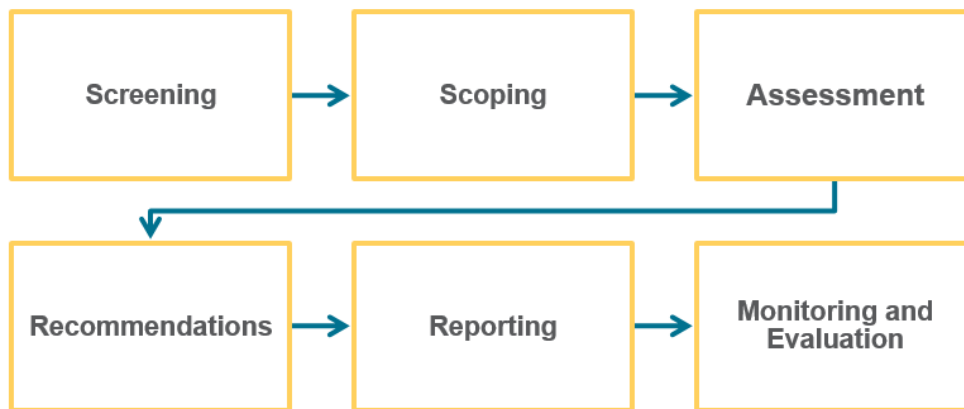 Screening
Scoping
Assessment
Recommendations
Reporting
Monitoring and
Evaluation